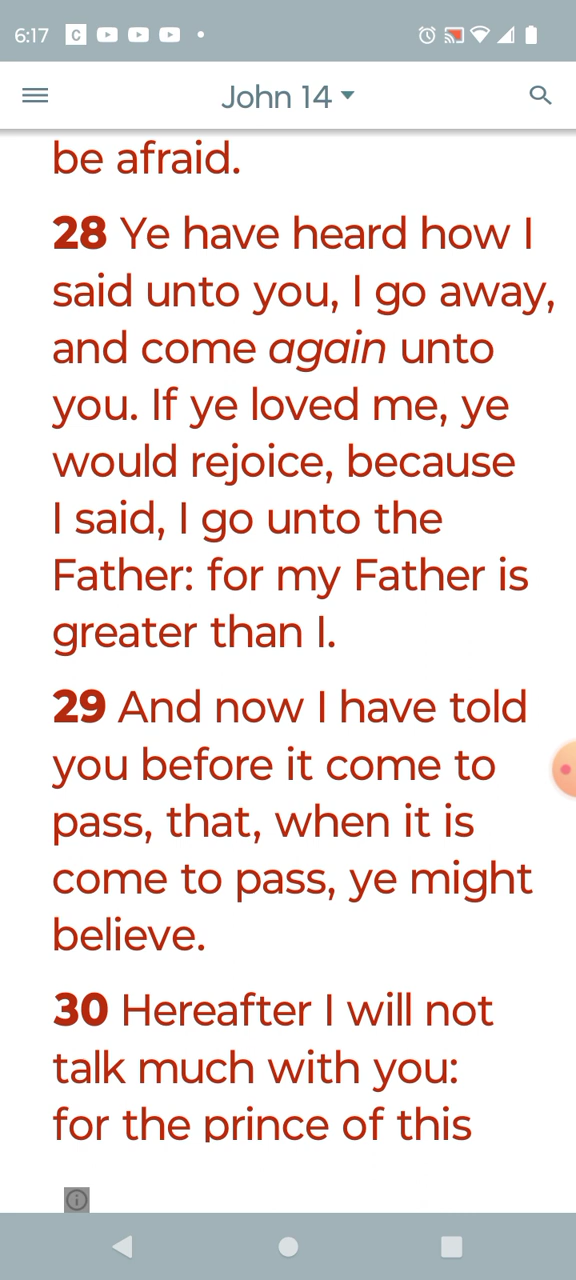 6:17 C
John 14
be afraid.
28 Ye have heard how I
said unto you, I go away,
and come again unto
you. If ye loved me, ye
would rejoice, because
I said, I go unto the
Father: for my Father is
greater than I.
29 And now I have told
you before it come to
pass, that, when it is
come to pass, ye might
believe.
30 Hereafter I will not
talk much with you:
for the prince of this